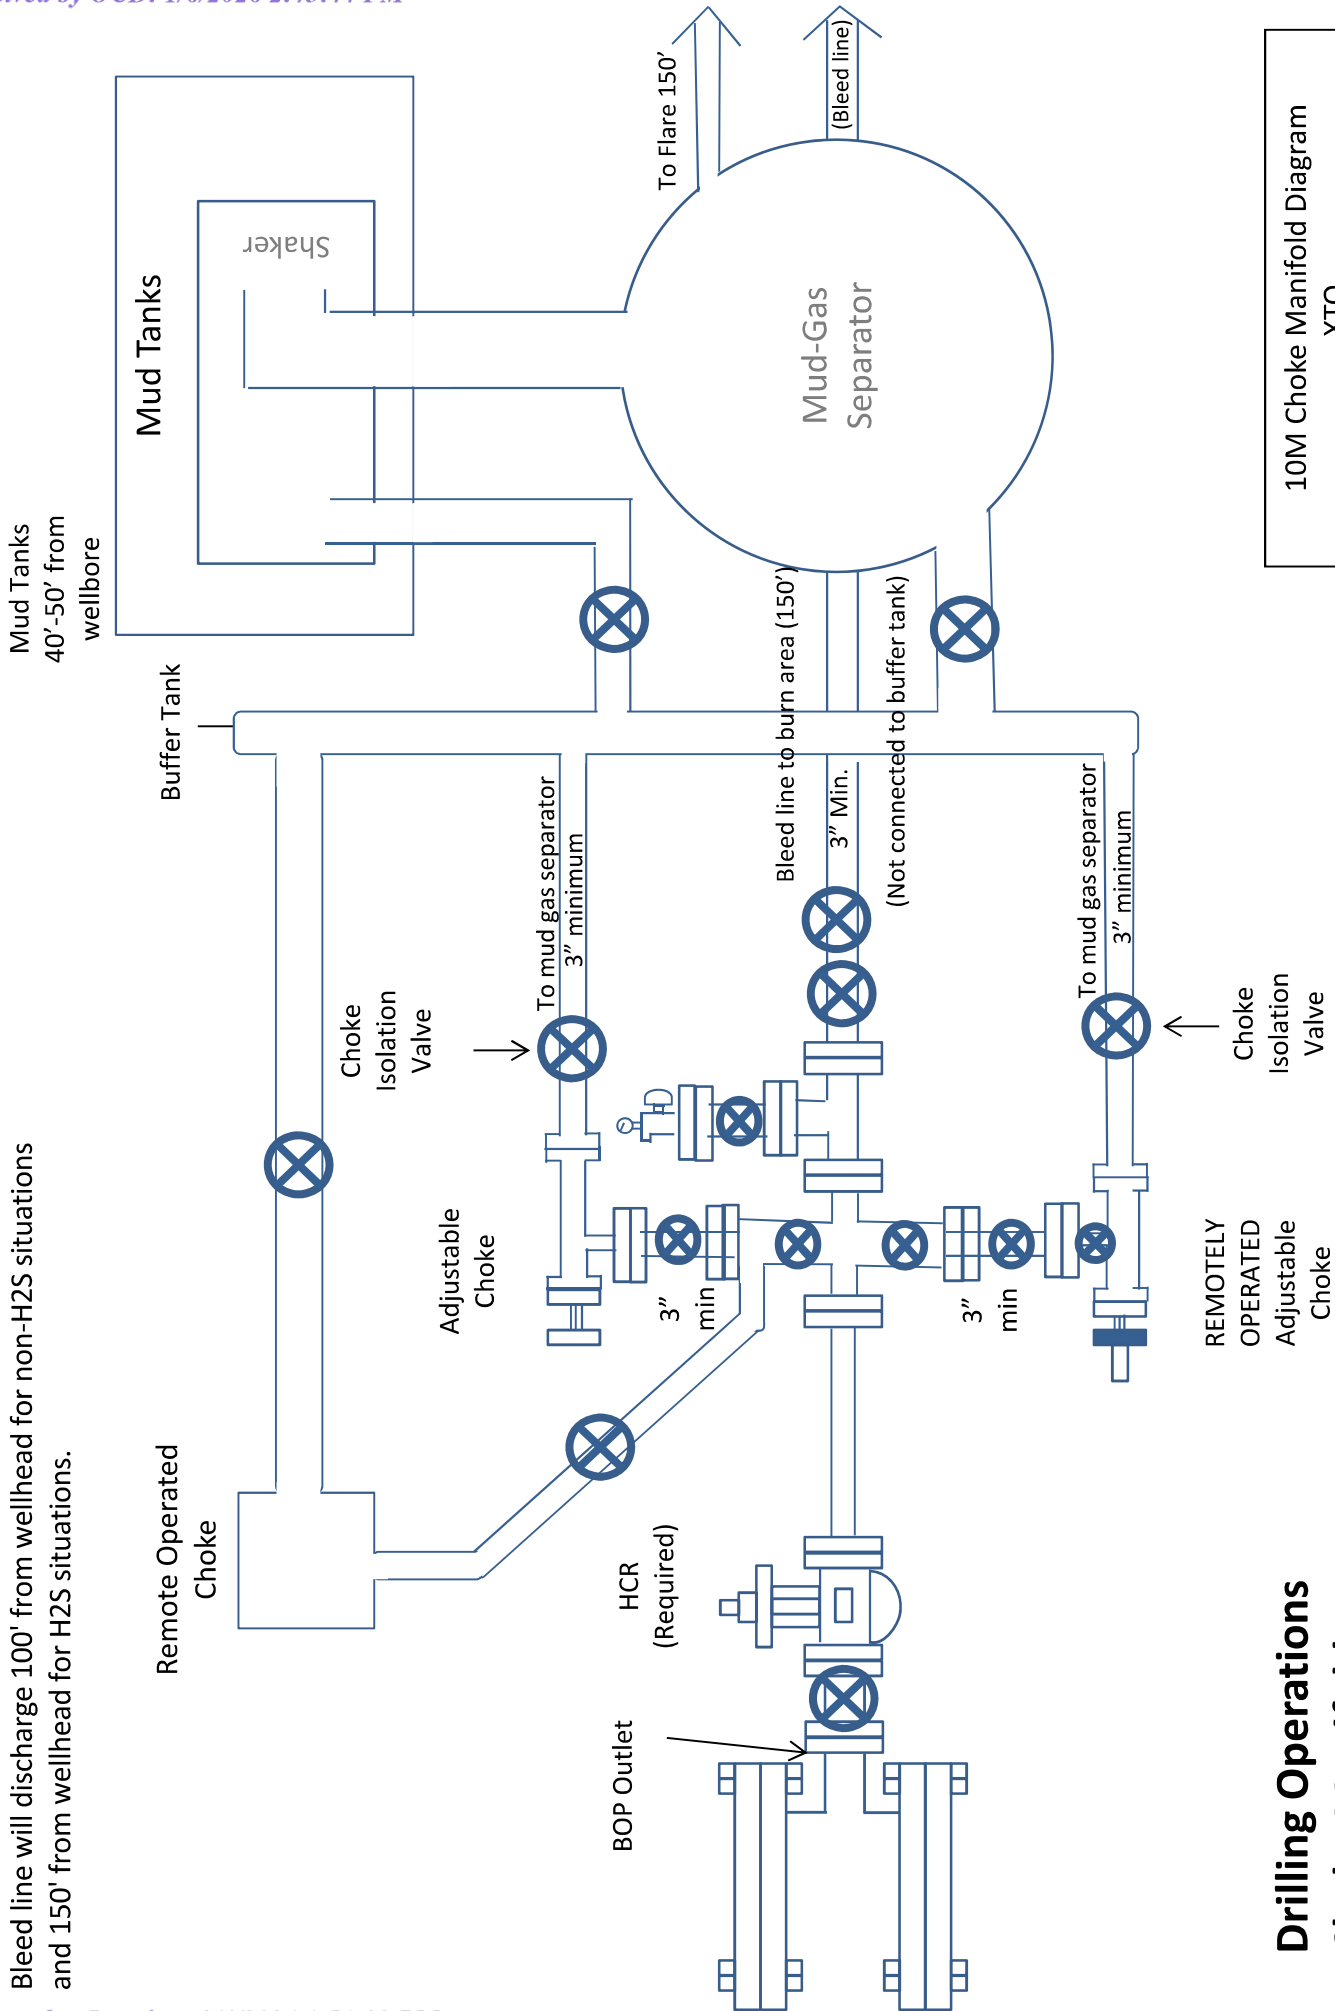 Bleed line will discharge 100' from wellhead for non-H2S situations
and 150' from wellhead for H2S situations.
Mud Tanks
40’-50’ from
wellbore
Mud Tanks
Shaker
Buffer Tank
Remote Operated
Choke
Choke
Isolation
Valve
Adjustable
Choke
To mud gas separator
3” minimum
To Flare 150’
(Bleed line)
Mud-Gas
Separator
Bleed line to burn area (150’)
3” Min.
(Not connected to buffer tank)
3”
min
HCR
(Required)
BOP Outlet
3”
min
To mud gas separator
3” minimum
Choke
Isolation
Valve
REMOTELY
OPERATED
Adjustable
Choke
10M Choke Manifold Diagram
XTO
Drilling Operations